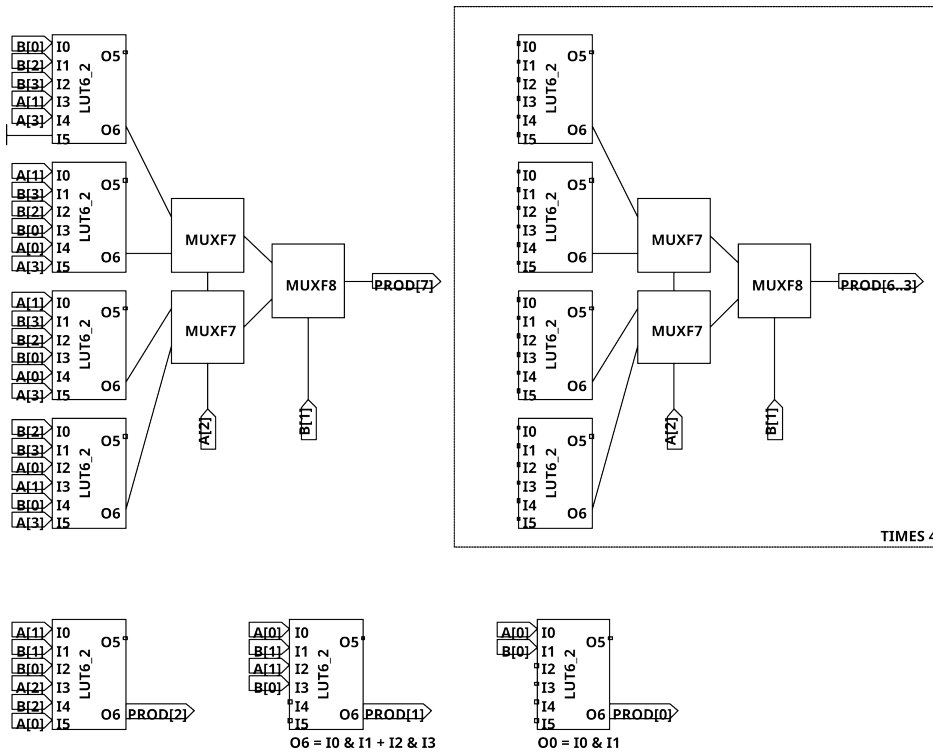 B[0] I0 O5
B[2] I1
B[3] I2
A[1] I3
A[3] I4 O6
I5
LUT6_2
A[1] I0 O5
B[3] I1
B[2] I2
B[0] I3
A[0] I4 O6
A[3] I5
LUT6_2
A[1] I0 O5
B[3] I1
B[2] I2
B[0] I3
A[0] I4 O6
A[3] I5
LUT6_2
B[2] I0 O5
B[3] I1
A[0] I2
A[1] I3
B[0] I4 O6
A[3] I5
LUT6_2
MUXF7
MUXF7
MUXF8
PROD[7]
A[2]
B[1]
I0 O5
I1
I2
I3
I4 O6
I5
LUT6_2
I0 O5
I1
I2
I3
I4 O6
I5
LUT6_2
I0 O5
I1
I2
I3
I4 O6
I5
LUT6_2
I0 O5
I1
I2
I3
I4 O6
I5
LUT6_2
MUXF7
MUXF7
MUXF8
PROD[6..3]
A[2]
B[1]
TIMES 4
A[1] I0 O5
B[1] I1
B[0] I2
A[2] I3
B[2] I4
A[0] I5 O6 PROD[2]
LUT6_2
A[0] I0 O5
B[1] I1
A[1] I2
B[0] I3
I4
I5 O6 PROD[1]
LUT6_2
O6 = I0 & I1 + I2 & I3
A[0] I0 O5
B[0] I1
I2
I3
I4
I5 O6 PROD[0]
LUT6_2
O0 = I0 & I1